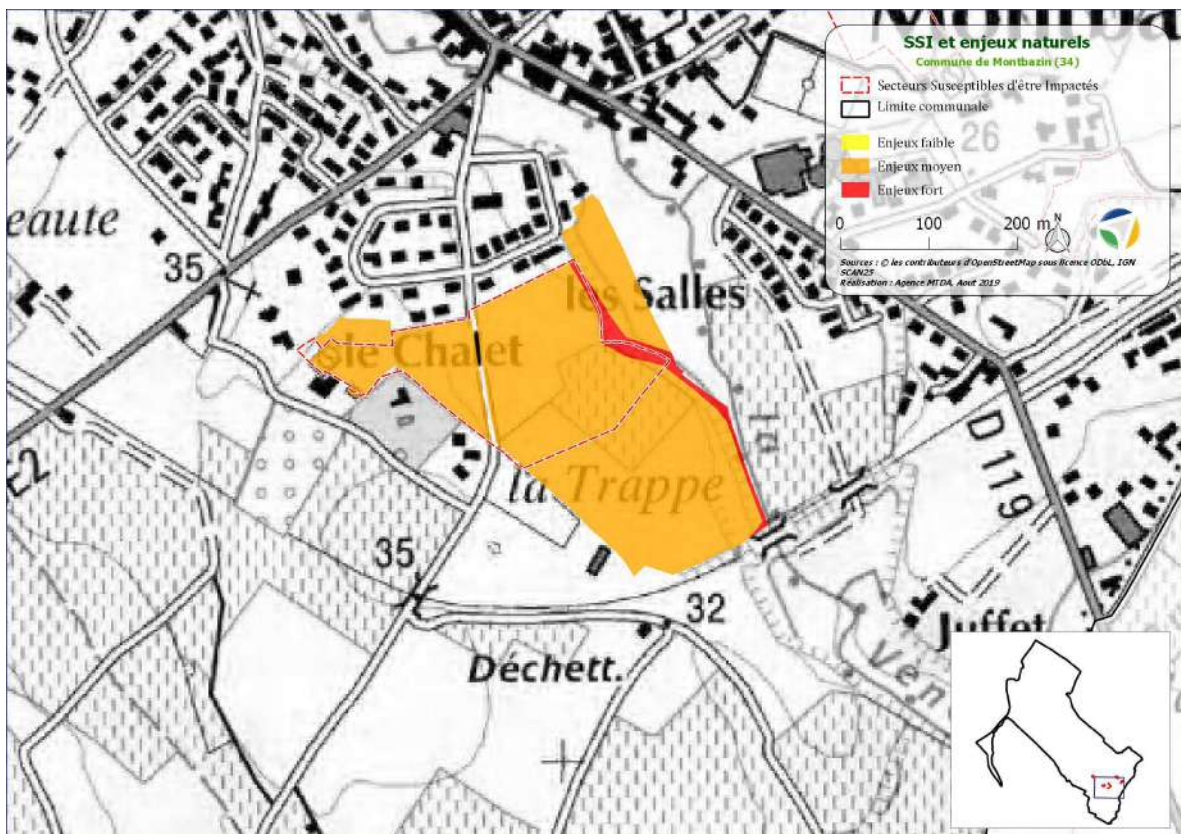 SSI et enjeux naturels
Commune de Montbazin (34)
Secteurs Susceptibles d'être Impactés
Limite communale
26
Enjeux faible
Enjeux moyen
Enjeux fort
0 100 200 m
N
Sources : © les contributeurs d'OpenStreetMap sous licence ODbL, IGN
SCAN25
Réalisation : Agence MTDA, Aout 2019
eaute
35
les Salles
le Chalet
la Trappe
D 119
35
32
Juffet
Déchett.
Ven